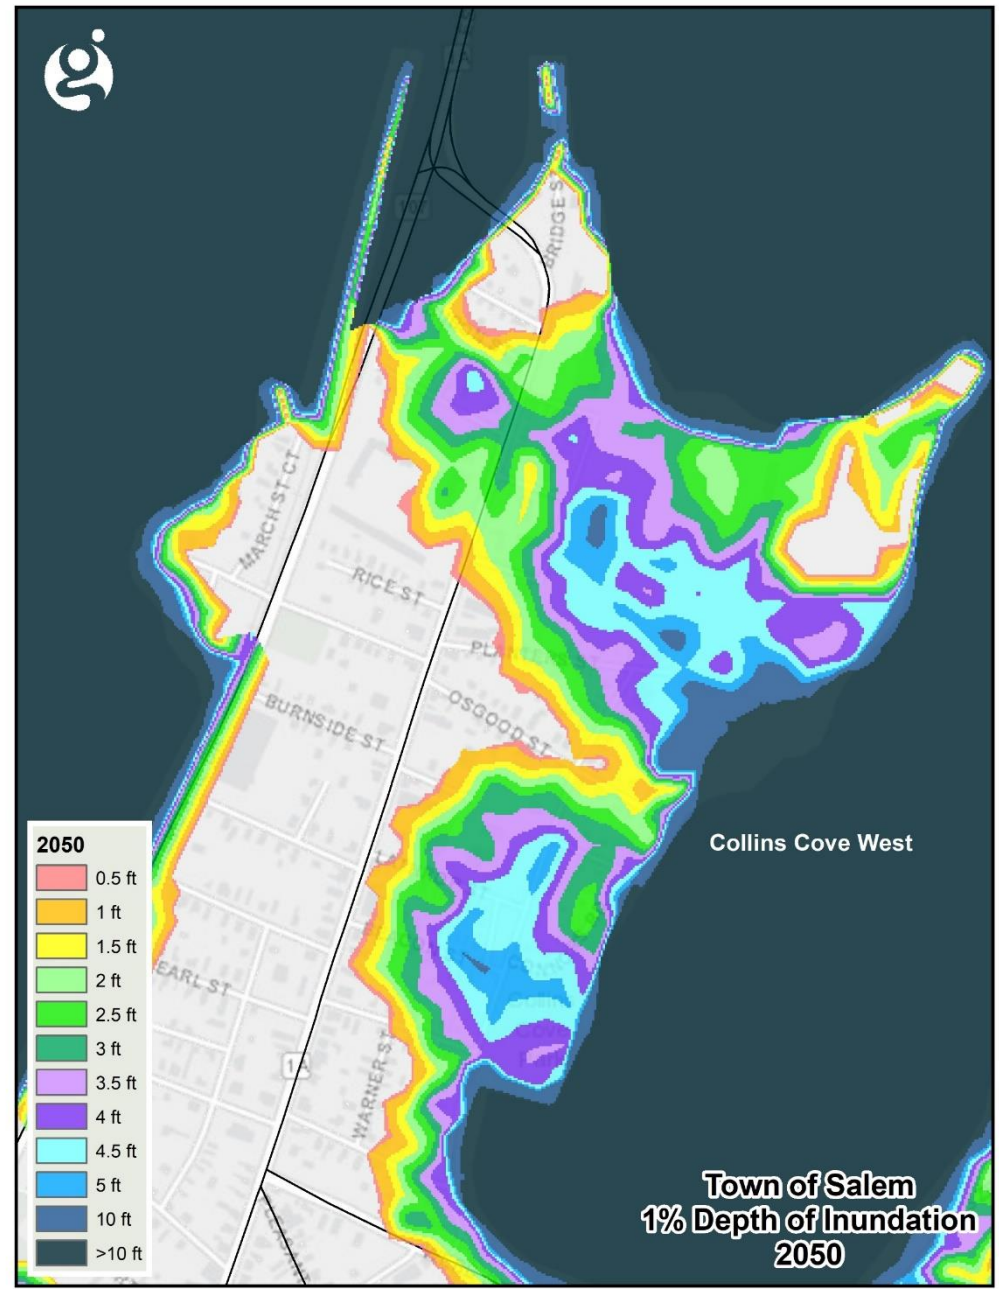 1A
107
BRIDGE S
MARCH ST CT
RICE ST
OSGOOD ST
BURNSIDE ST
Collins Cove West
2050
0.5 ft
1 ft
1.5 ft
2 ft
2.5 ft
3 ft
3.5 ft
4 ft
4.5 ft
5 ft
10 ft
>10 ft
EARL ST
1A
WARNER ST
Town of Salem
1% Depth of Inundation
2050